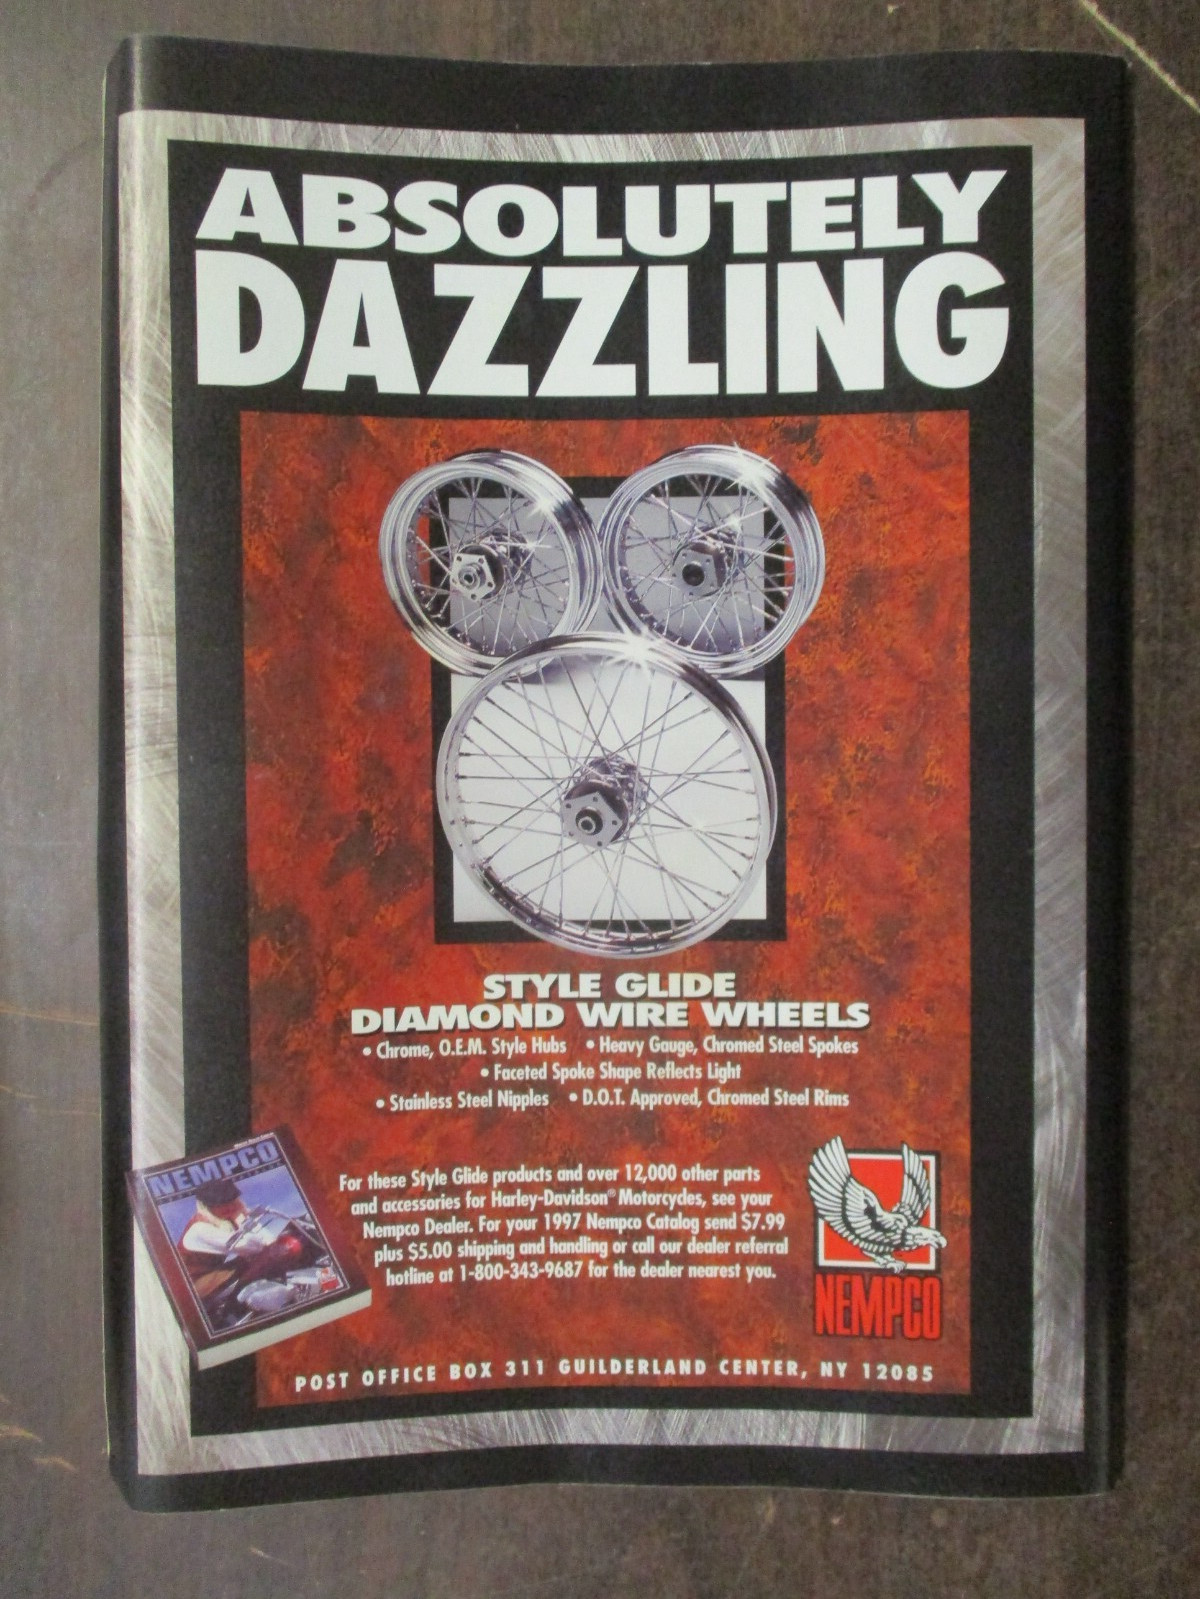 ABSOLUTELY
DAZZLING
STYLE GLIDE
DIAMOND WIRE WHEELS
• Chrome, O.E.M. Style Hubs • Heavy Gauge, Chromed Steel Spokes
• Faceted Spoke Shape Reflects Light
• Stainless Steel Nipples • D.O.T. Approved, Chromed Steel Rims
NEMPCO
For these Style Glide products and over 12,000 other parts
and accessories for Harley-Davidson® Motorcycles, see your
Nempco Dealer. For your 1997 Nempco Catalog send $7.99
plus $5.00 shipping and handling or call our dealer referral
hotline at 1-800-343-9687 for the dealer nearest you.
NEMPCO
POST OFFICE BOX 311 GUILDERLAND CENTER, NY 12085